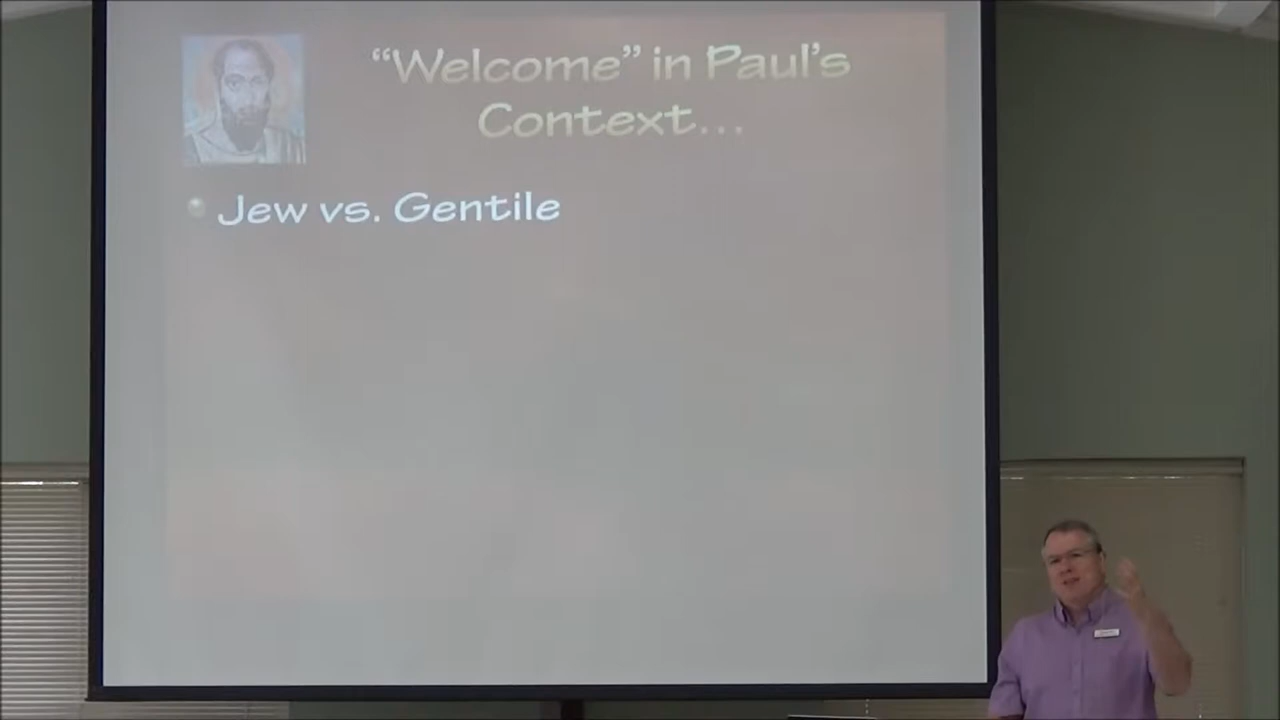 “Welcome” in Paul’s
Context...
Jew vs. Gentile